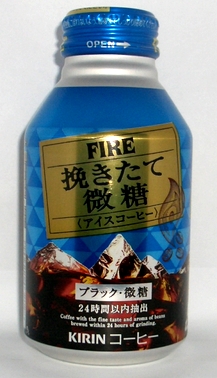 OPEN
FIRE
挽きたて
微糖
〈アイスコーヒー〉
ブラック・微糖
24時間以内抽出
Coffee with the fine taste and aroma of beans
brewed within 24 hours of grinding.
KIRIN コーヒー